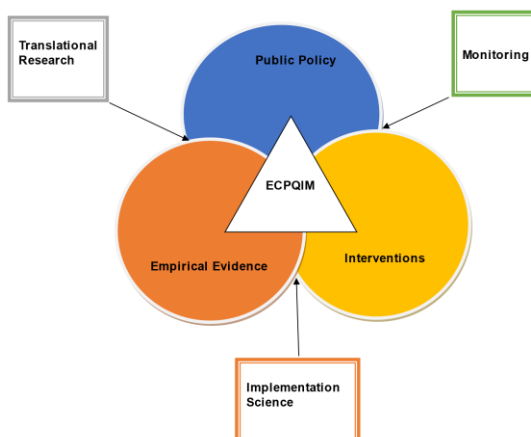 Translational
Research
Public Policy
Monitoring
ECPQIM
Empirical Evidence
Interventions
Implementation
Science